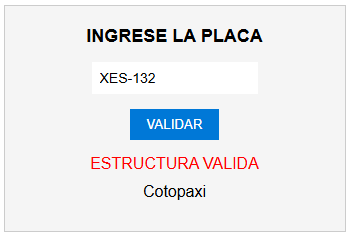 INGRESE LA PLACA
XES-132
VALIDAR
ESTRUCTURA VALIDA
Cotopaxi